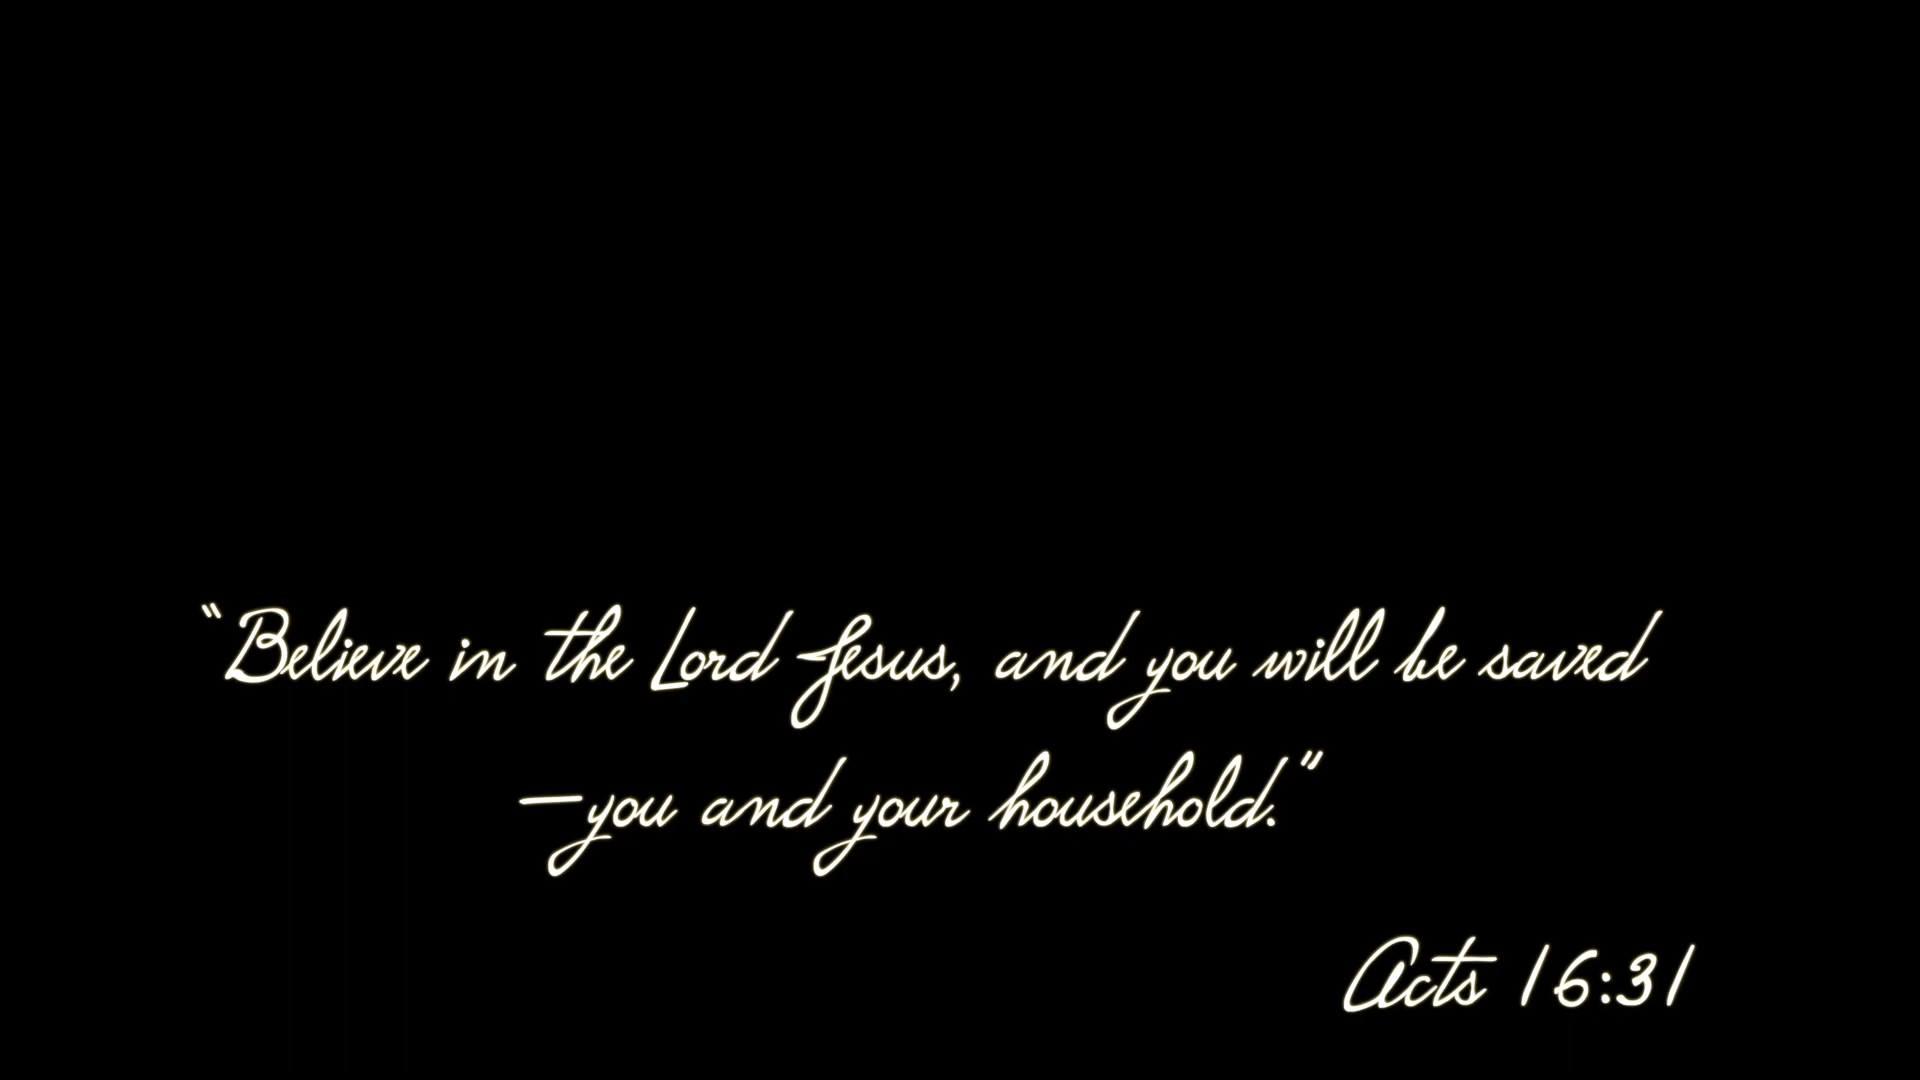 “Believe in the Lord Jesus, and you will be saved
—you and your household.”
Acts 16:31